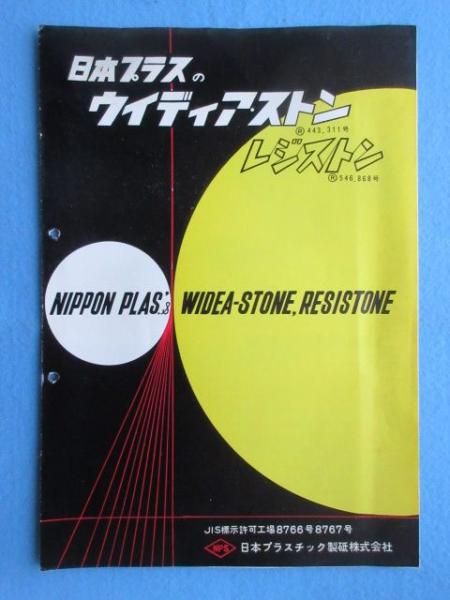 日本プラスの
ウイディア・ストン
Ⓡ443,311号
レジストン
Ⓡ546,868号
NIPPON PLAS.'S WIDEA-STONE, RESISTONE
JIS標示許可工場8766号8767号
NPS 日本プラスチック製砥株式会社